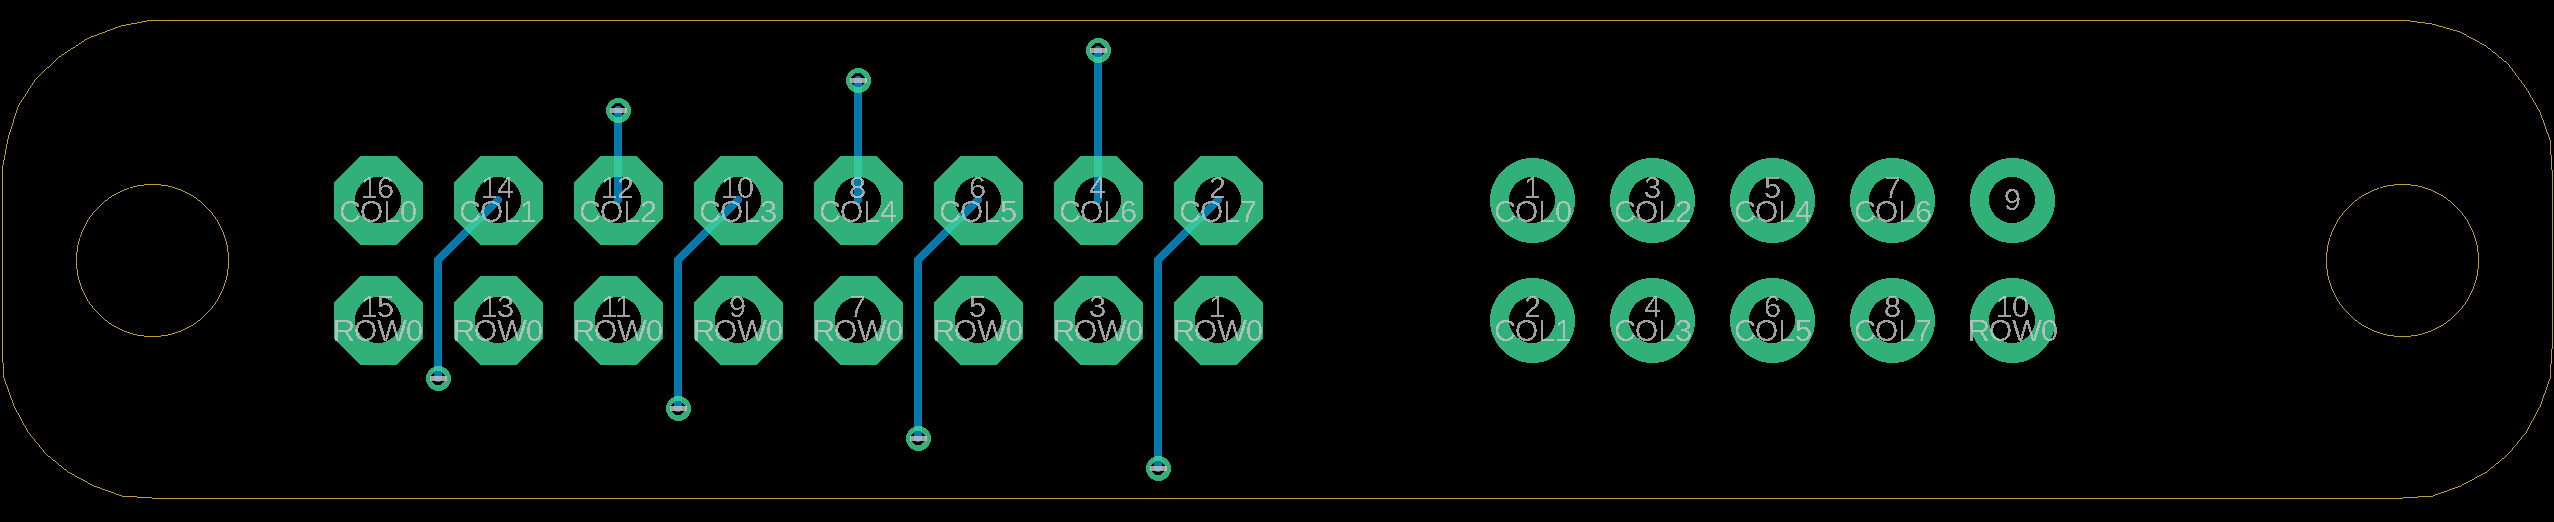 16 14 12 10 8 6 4 2 1 3 5 7 9
COL0 COL1 COL2 COL3 COL4 COL5 COL6 COL7 COL0 COL2 COL4 COL6
15 13 11 9 7 5 3 1 2 4 6 8 10
ROW0 ROW0 ROW0 ROW0 ROW0 ROW0 ROW0 ROW0 COL1 COL3 COL5 COL7 ROW0